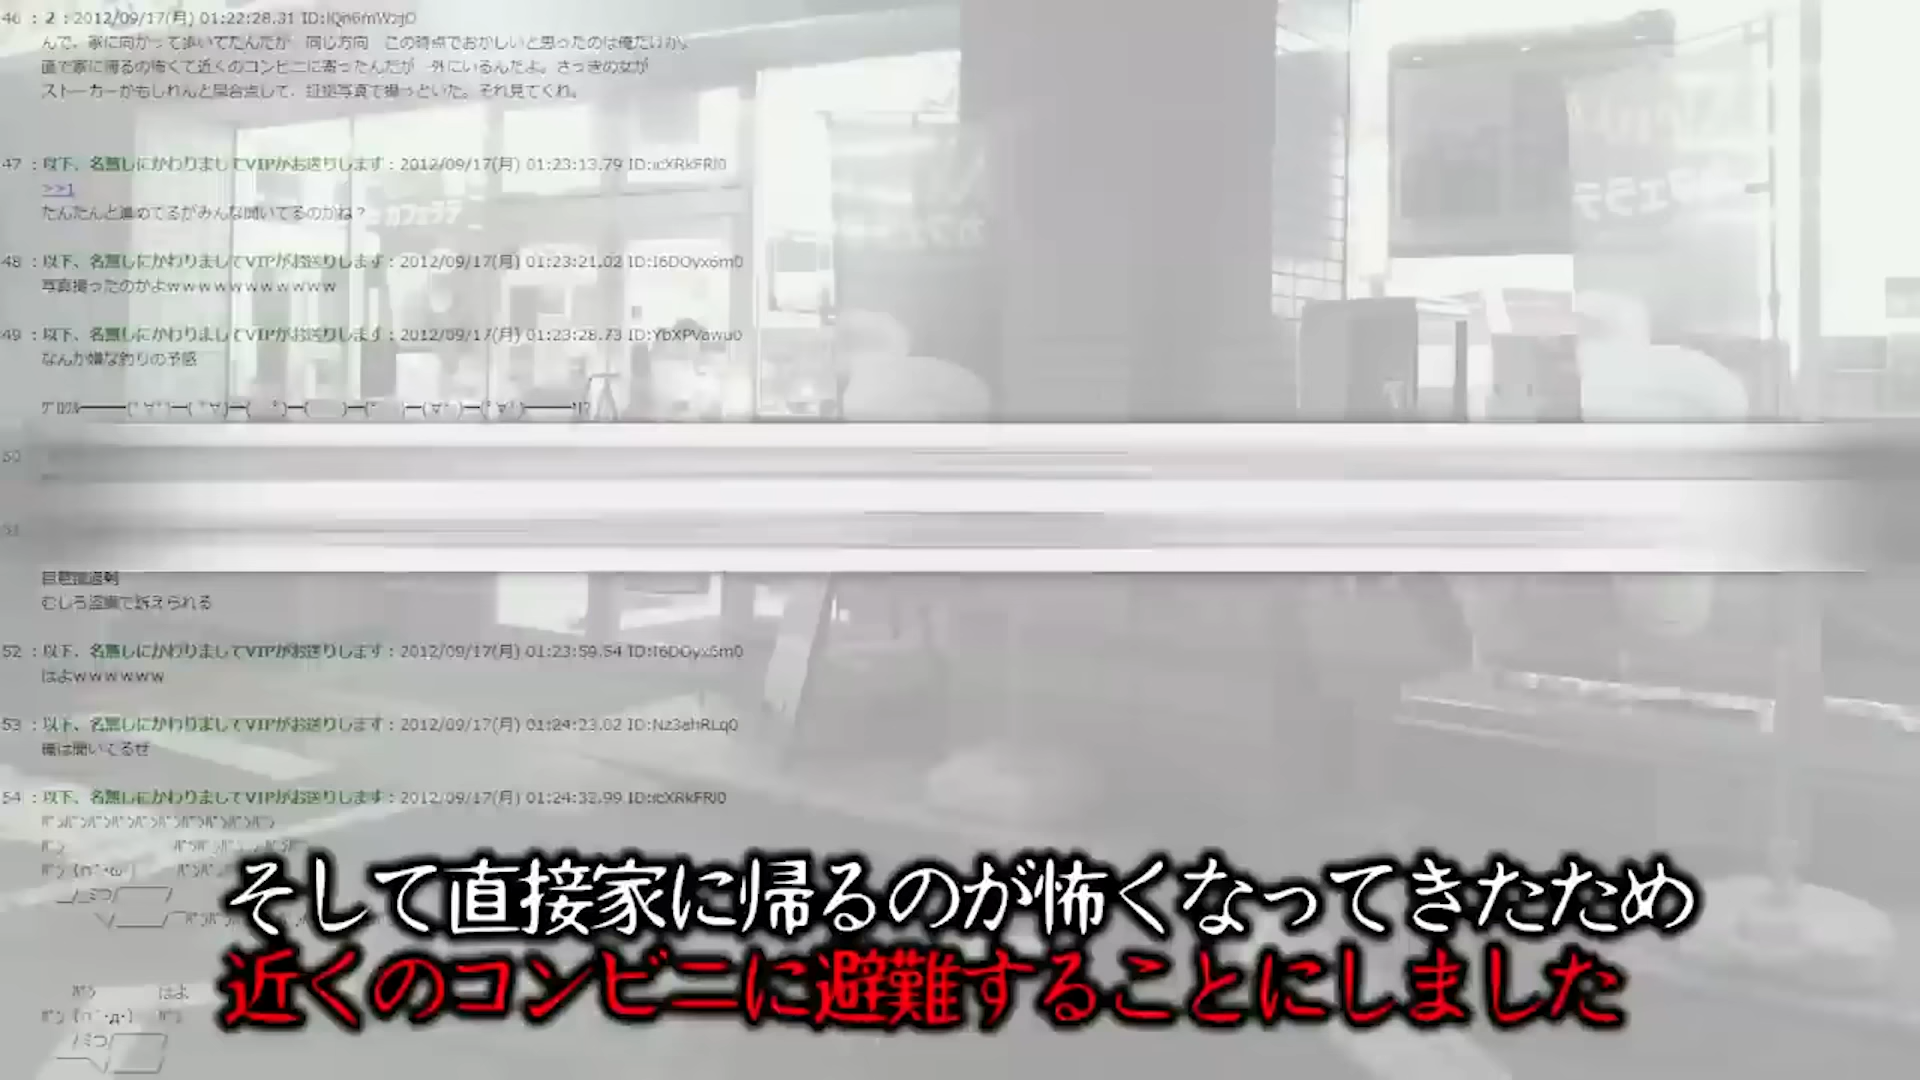 46 : 2 : 2012/09/17(月) 01:22:28.31
んで、家に向かって歩いてたんだが 同じ方向 この時点でおかしいと思ったのは俺だけか。
直で家に帰るの怖くて近くのコンビニに寄ったんだが 外にいるんだよ。さっきの女が
ストーカーかもしれんと早合点して、証拠写真で撮っといた。それ見てくれ。
47 : 以下、名無しにかわりましてVIPがお送りします : 2012/09/17(月) 01:23:13.79 ID:icXRkFRJ0
>>1
たんたんと進めてるがみんな聞いてるのかね?
カフェラテ
48 : 以下、名無しにかわりましてVIPがお送りします : 2012/09/17(月) 01:23:21.02 ID:I6DOyx6m0
写真撮ったのかよwwwwwwwwwww
49 : 以下、名無しにかわりましてVIPがお送りします : 2012/09/17(月) 01:23:28.73 ID:YbXPVawu0
なんか嫌な釣りの予感
50
51
自意識過剰
むしろ盗撮で訴えられる
52 : 以下、名無しにかわりましてVIPがお送りします : 2012/09/17(月) 01:23:59.54 ID:I6DOyx6m0
はよwwwwww
53 : 以下、名無しにかわりましてVIPがお送りします : 2012/09/17(月) 01:24:23.02 ID:Nz3ahRLq0
俺は聞いてるぜ
54 : 以下、名無しにかわりましてVIPがお送りします : 2012/09/17(月) 01:24:32.99 ID:icXRkFRJ0
はよ
そして直接家に帰るのが怖くなってきたため
近くのコンビニに避難することにしました